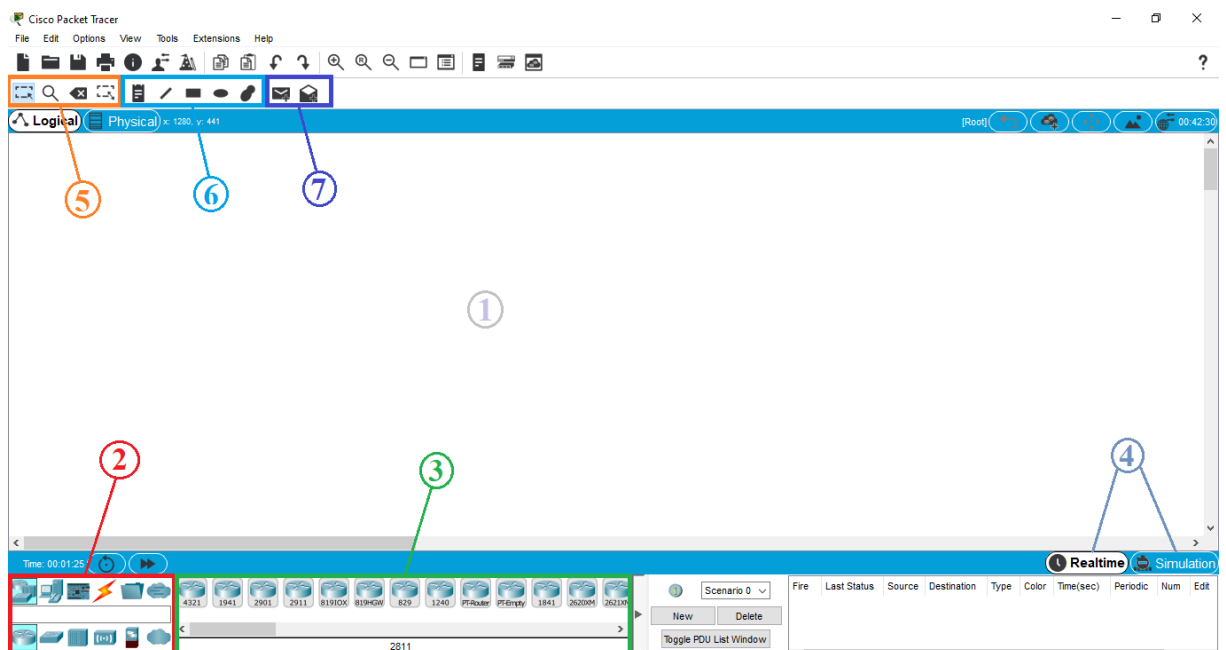 Cisco Packet Tracer
File Edit Options View Tools Extensions Help
?
Logical Physical x: 1280, y: 441 [Root] 00:42:30
5 6 7
1
2 3 4
Time: 00:01:25 Realtime Simulation
4321 1941 2901 2911 819IOX 819HGW 829 1240 PT-Router PT-Empty 1841 2620XM 2621XM
2811
Scenario 0
New Delete
Toggle PDU List Window
Fire Last Status Source Destination Type Color Time(sec) Periodic Num Edit